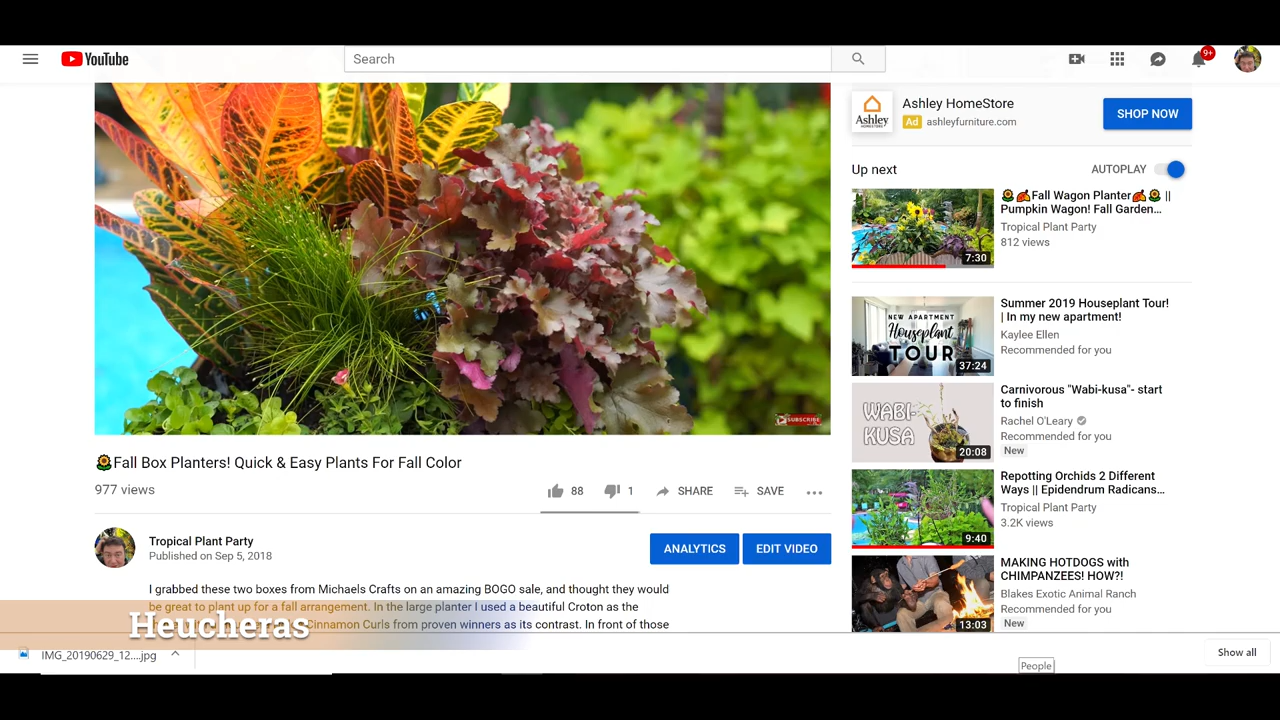 YouTube
Search
9+
SUBSCRIBE
Fall Box Planters! Quick & Easy Plants For Fall Color
977 views
88
1
SHARE
SAVE
Tropical Plant Party
Published on Sep 5, 2018
ANALYTICS
EDIT VIDEO
I grabbed these two boxes from Michaels Crafts on an amazing BOGO sale, and thought they would
be great to plant up for a fall arrangement. In the large planter I used a beautiful Croton as the
Cinnamon Curls from proven winners as its contrast. In front of those
Heucheras
Ashley HomeStore
Ashley
HOMESTORE
Ad ashleyfurniture.com
SHOP NOW
Up next
AUTOPLAY
Fall Wagon Planter || 
Pumpkin Wagon! Fall Garden...
Tropical Plant Party
812 views
7:30
NEW APARTMENT
Houseplant
TOUR
37:24
Summer 2019 Houseplant Tour!
| In my new apartment!
Kaylee Ellen
Recommended for you
WABI-
KUSA
20:08
Carnivorous "Wabi-kusa"- start
to finish
Rachel O'Leary
Recommended for you
New
Repotting Orchids 2 Different
Ways || Epidendrum Radicans...
Tropical Plant Party
3.2K views
9:40
MAKING HOTDOGS with
CHIMPANZEES! HOW?!
Blakes Exotic Animal Ranch
Recommended for you
New
13:03
IMG_20190629_12....jpg
Show all
People